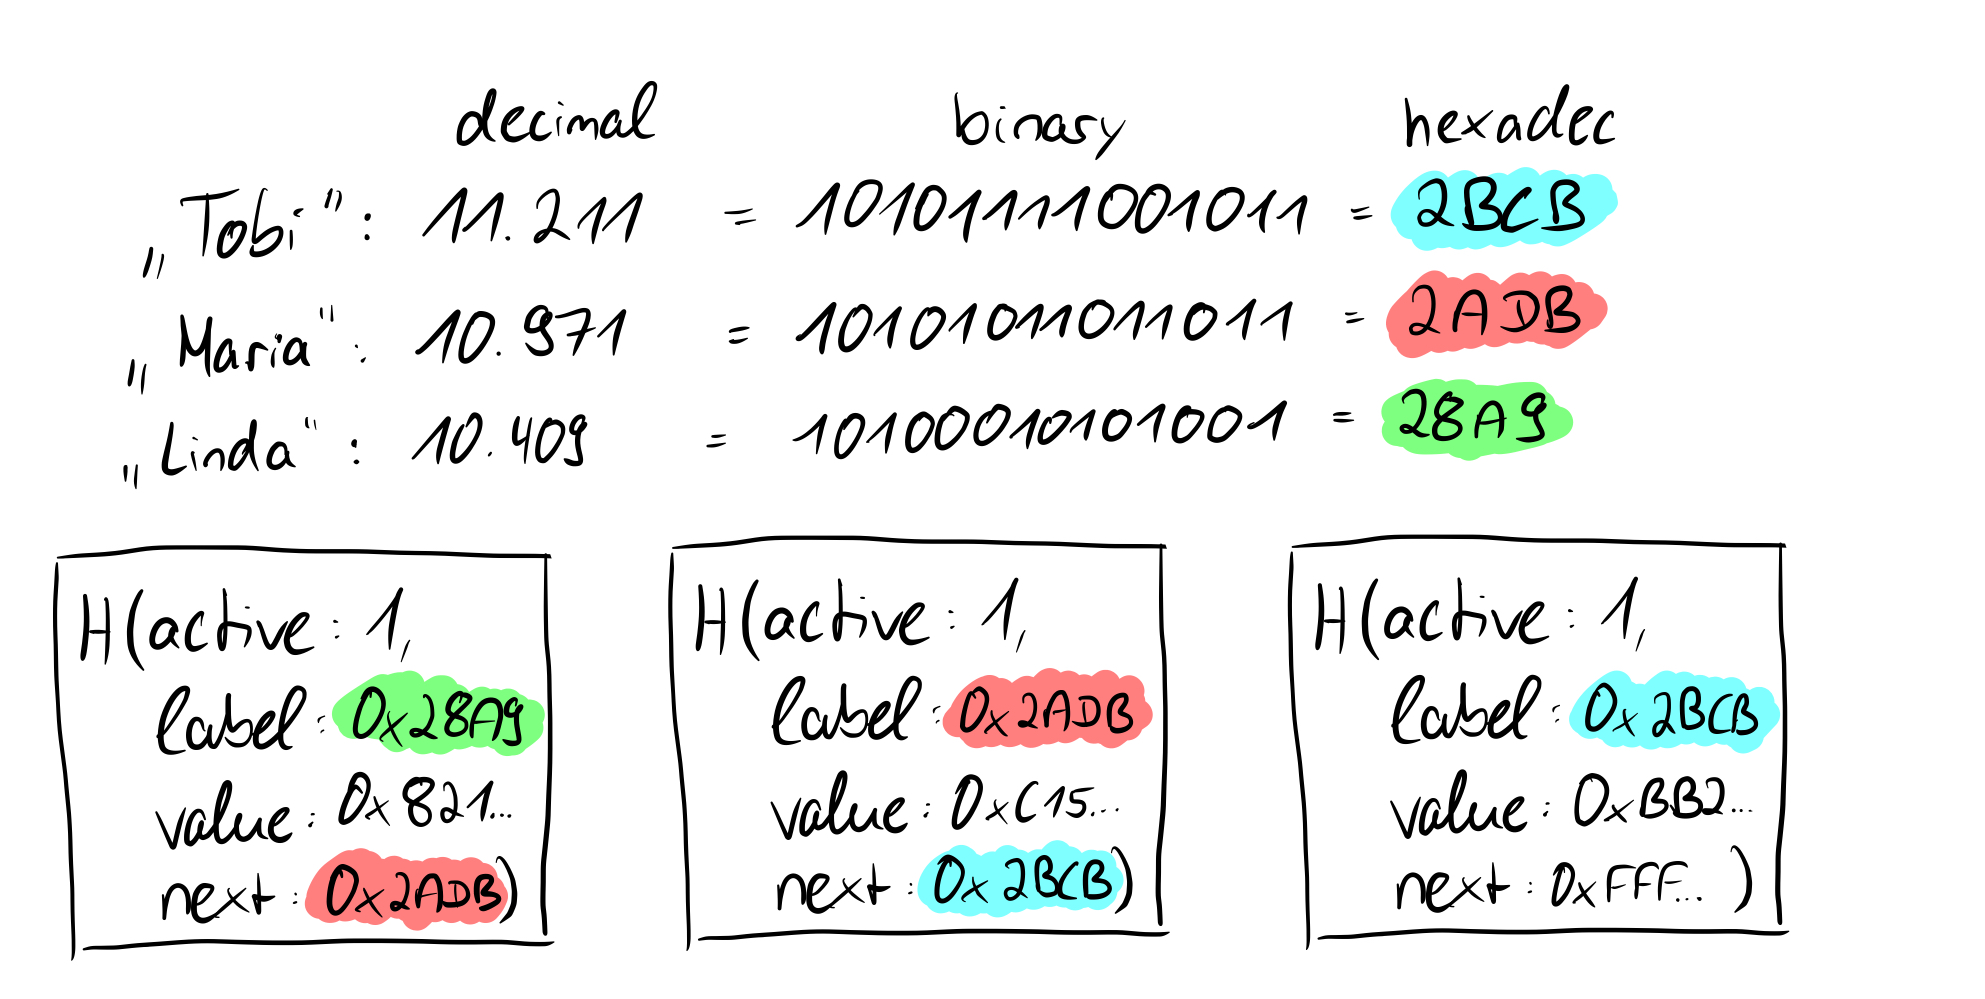 decimal binary hexadec
„Tobi": 11.211 = 10101111001011 = 2BCB
„Maria": 10.971 = 10101011011011 = 2ADB
„Linda": 10.409 = 10100010101001 = 28A9
H(active: 1,
label: 0x28A9
value: 0x821...
next: 0x2ADB)
H(active: 1,
label: 0x2ADB
value: 0xC15...
next: 0x2BCB)
H(active: 1,
label: 0x2BCB
value: 0xBB2...
next: 0xFFF...)